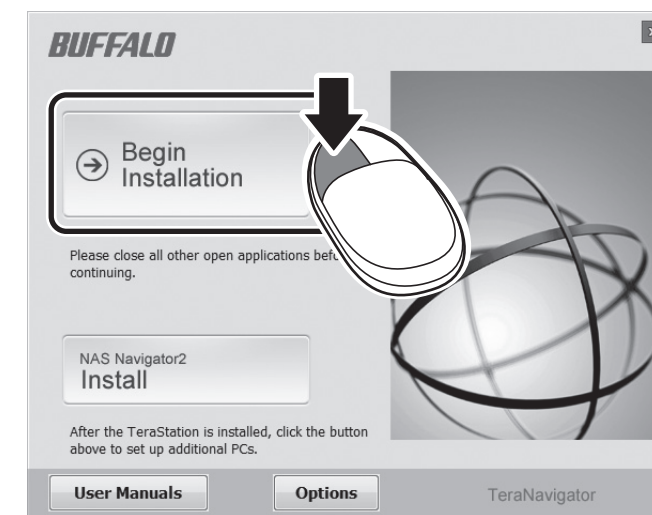 BUFFALO
Begin
Installation
Please close all other open applications
continuing.
NAS Navigator2
Install
After the TeraStation is installed, click the button
above to set up additional PCs.
User Manuals
Options
TeraNavigator